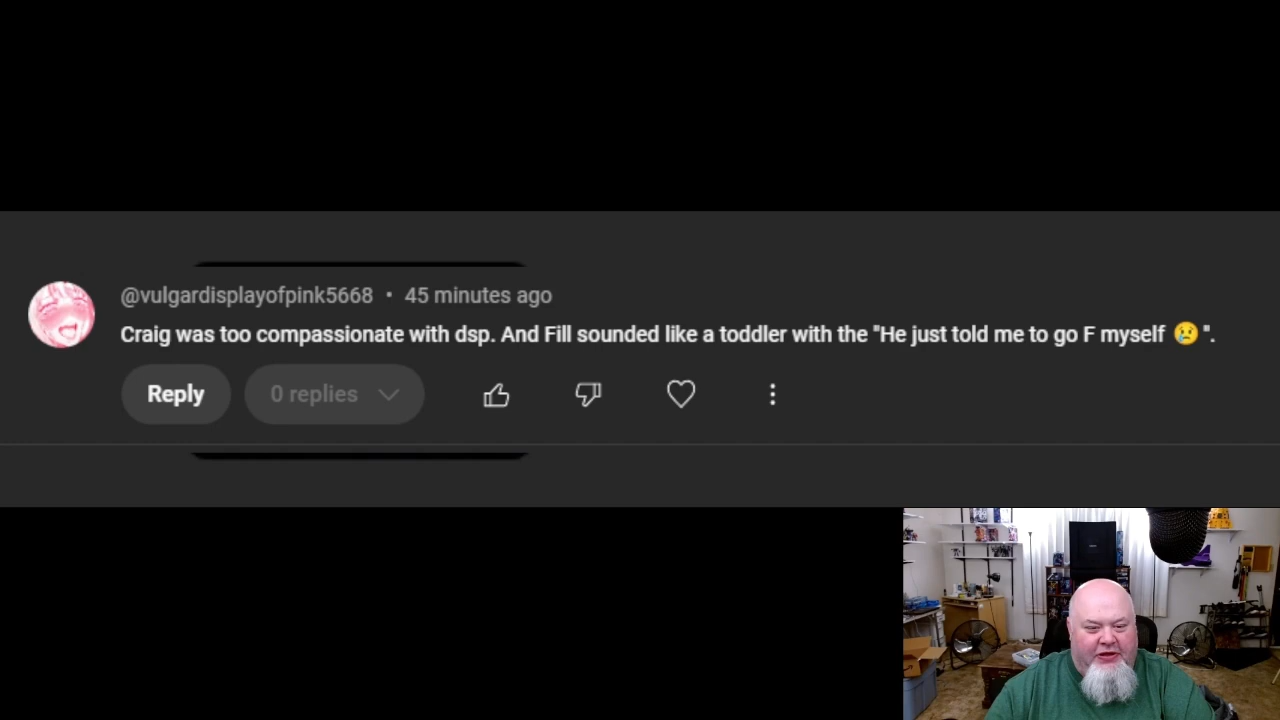 @vulgardisplayofpink5668 • 45 minutes ago
Craig was too compassionate with dsp. And Fill sounded like a toddler with the "He just told me to go F myself 😢 ".
Reply
0 replies